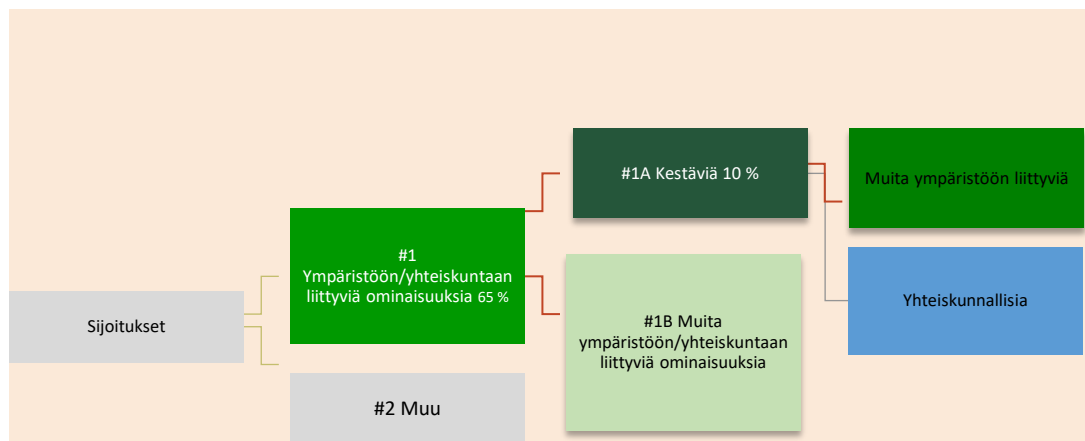 Sijoitukset
#1
Ympäristöön/yhteiskuntaan
liittyviä ominaisuuksia 65 %
#2 Muu
#1A Kestäviä 10 %
#1B Muita
ympäristöön/yhteiskuntaan
liittyviä ominaisuuksia
Muita ympäristöön liittyviä
Yhteiskunnallisia